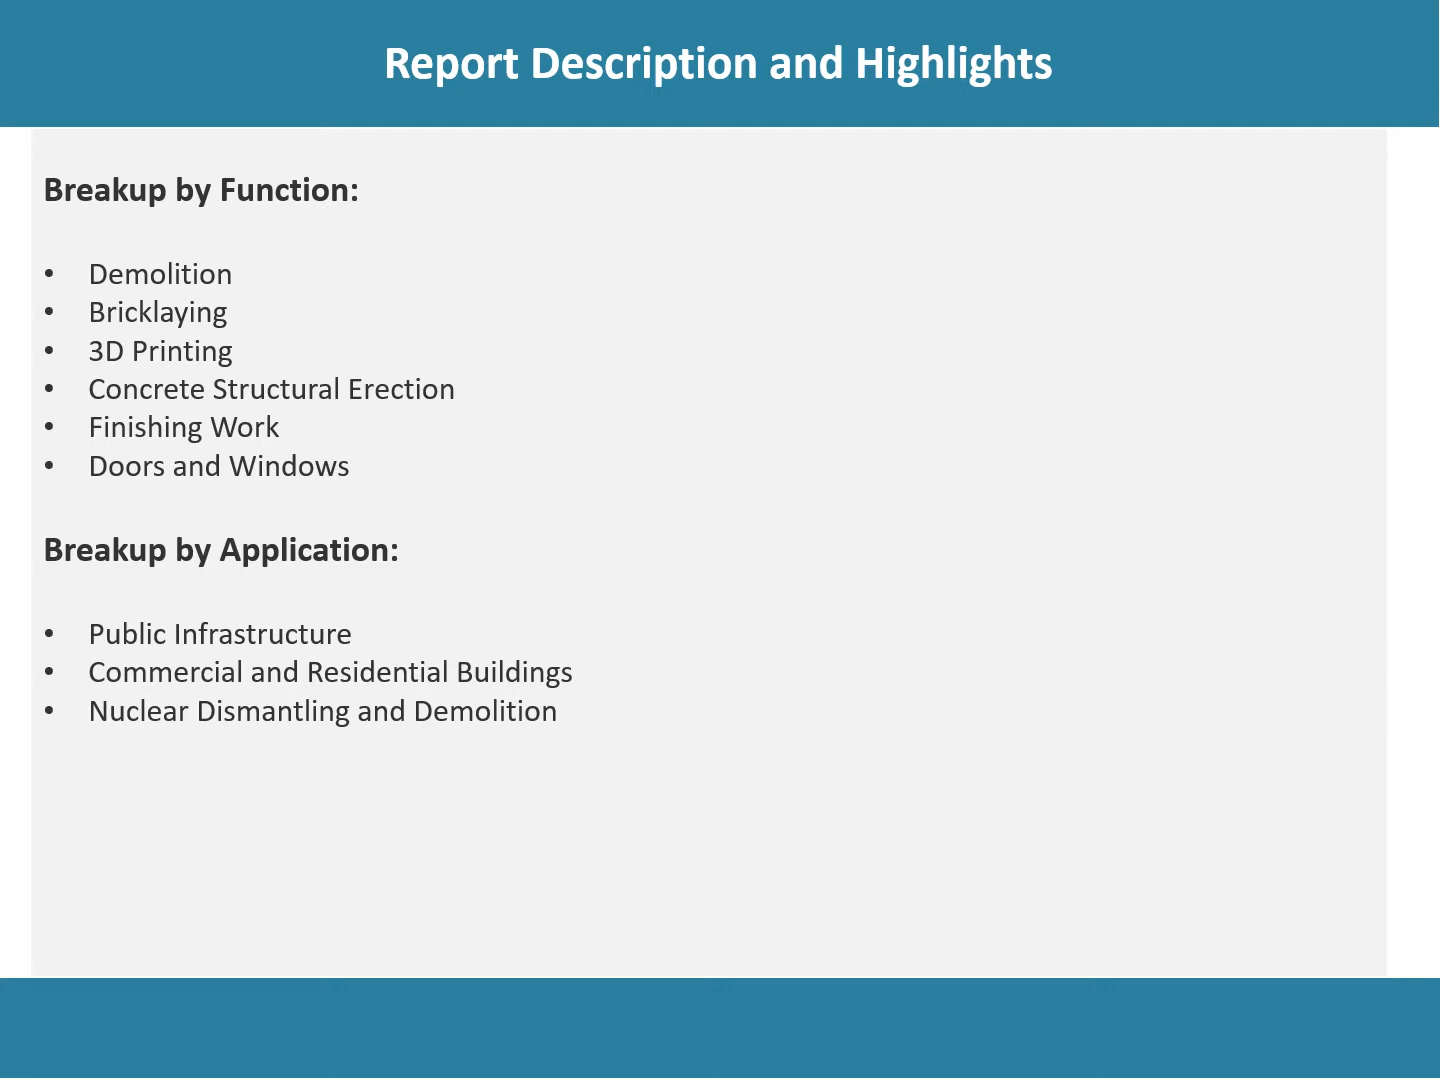 Report Description and Highlights
Breakup by Function:
• Demolition
• Bricklaying
• 3D Printing
• Concrete Structural Erection
• Finishing Work
• Doors and Windows
Breakup by Application:
• Public Infrastructure
• Commercial and Residential Buildings
• Nuclear Dismantling and Demolition